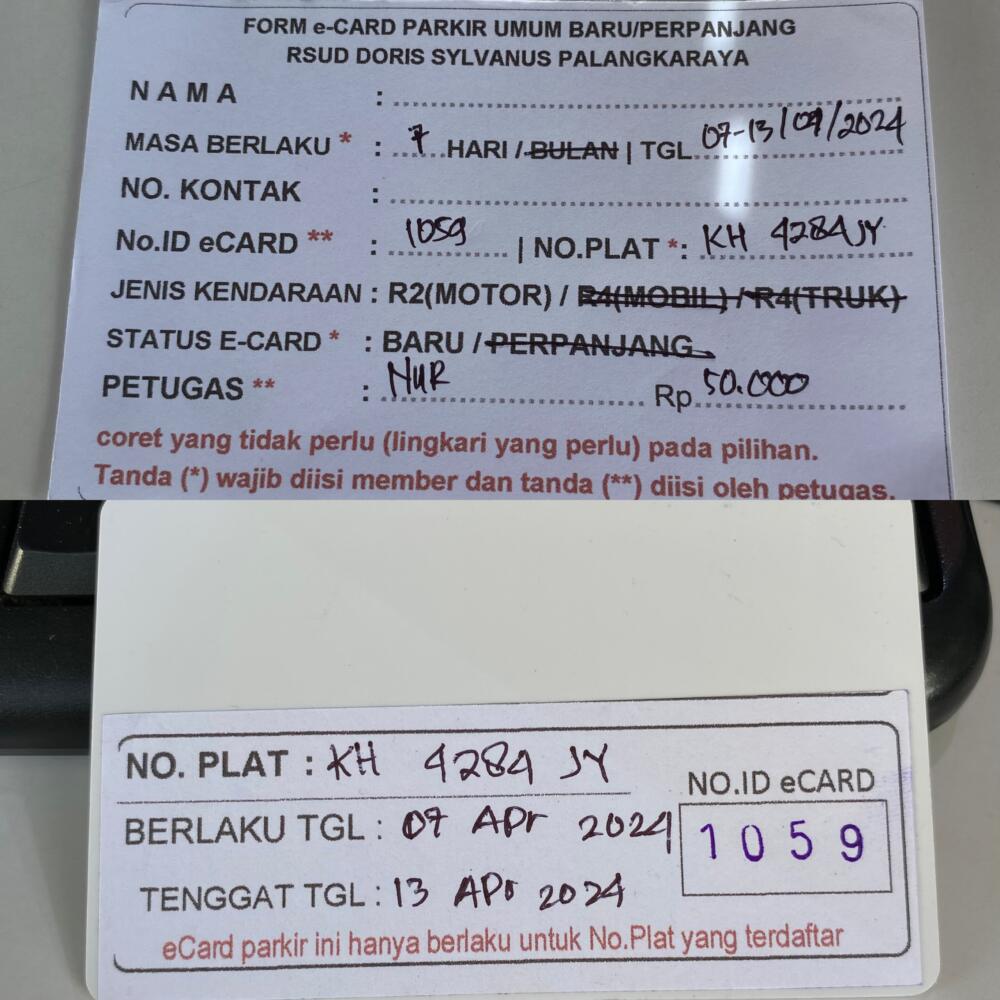 FORM e-CARD PARKIR UMUM BARU/PERPANJANG
RSUD DORIS SYLVANUS PALANGKARAYA
NAMA :
MASA BERLAKU * : 7 HARI / BULAN | TGL 07-13/04/2024
NO. KONTAK :
No.ID eCARD ** : 1059 | NO.PLAT *: KH 4284 JY
JENIS KENDARAAN : R2(MOTOR) / R4(MOBIL) / R4(TRUK)
STATUS E-CARD * : BARU / PERPANJANG
PETUGAS ** : NUR Rp 50.000
coret yang tidak perlu (lingkari yang perlu) pada pilihan.
Tanda (*) wajib diisi member dan tanda (**) diisi oleh petugas.
NO. PLAT : KH 4284 JY
NO.ID eCARD
BERLAKU TGL : 07 Apr 2024
1059
TENGGAT TGL : 13 Apr 2024
eCard parkir ini hanya berlaku untuk No.Plat yang terdaftar